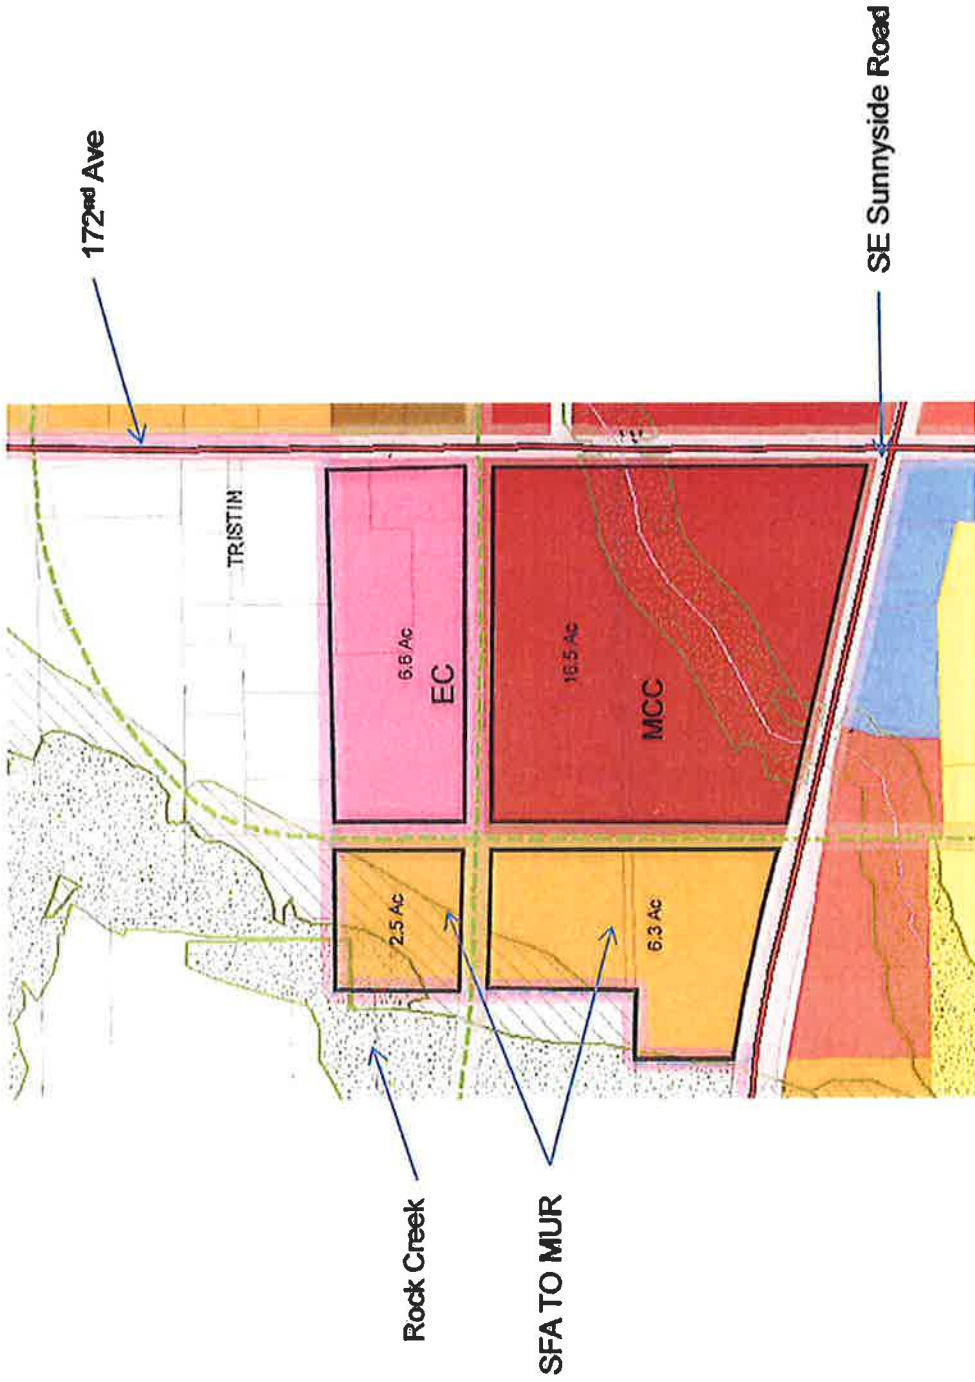 172nd Ave
TRISTIM
6.6 Ac
EC
16.5 Ac
MCC
2.5 Ac
6.3 Ac
Rock Creek
SFA TO MUR
SE Sunnyside Road